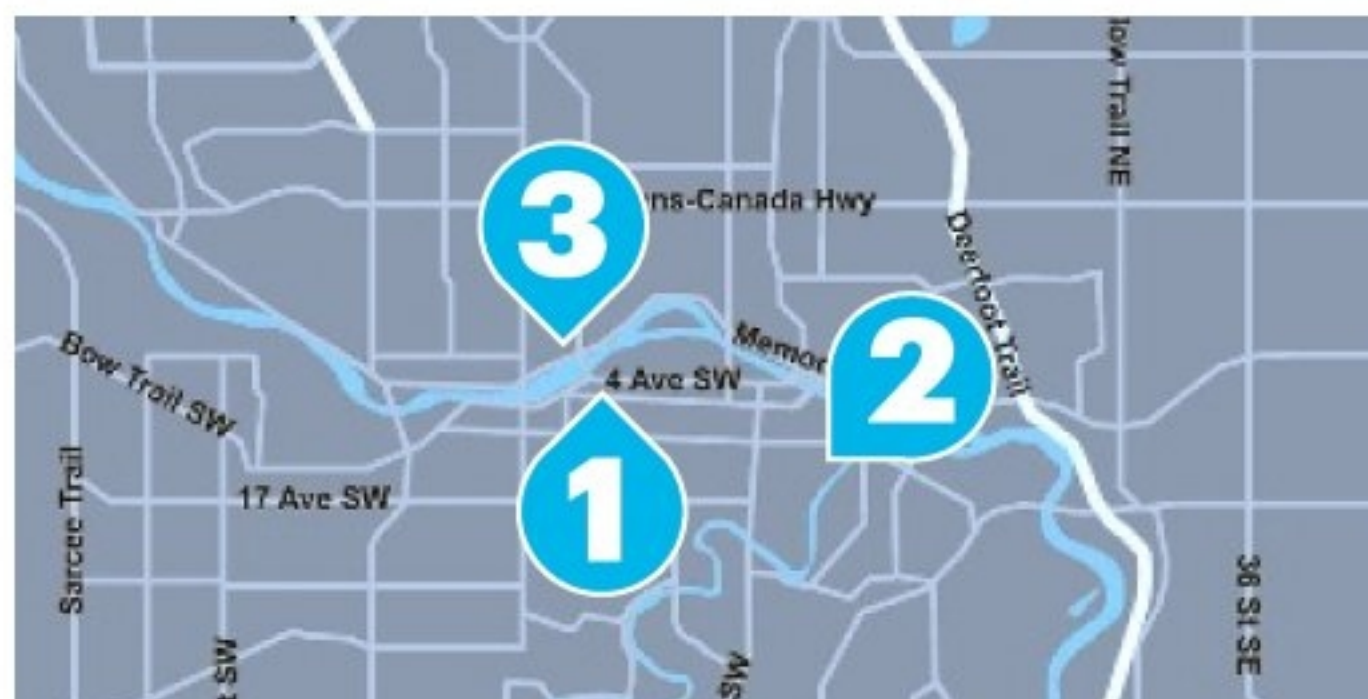 low Trail NE
3
ns-Canada Hwy
Deerfoot Trail
Memor
2
Bow Trail SW
4 Ave SW
1
17 Ave SW
Sarcee Trail
36 St SE
SW
SW